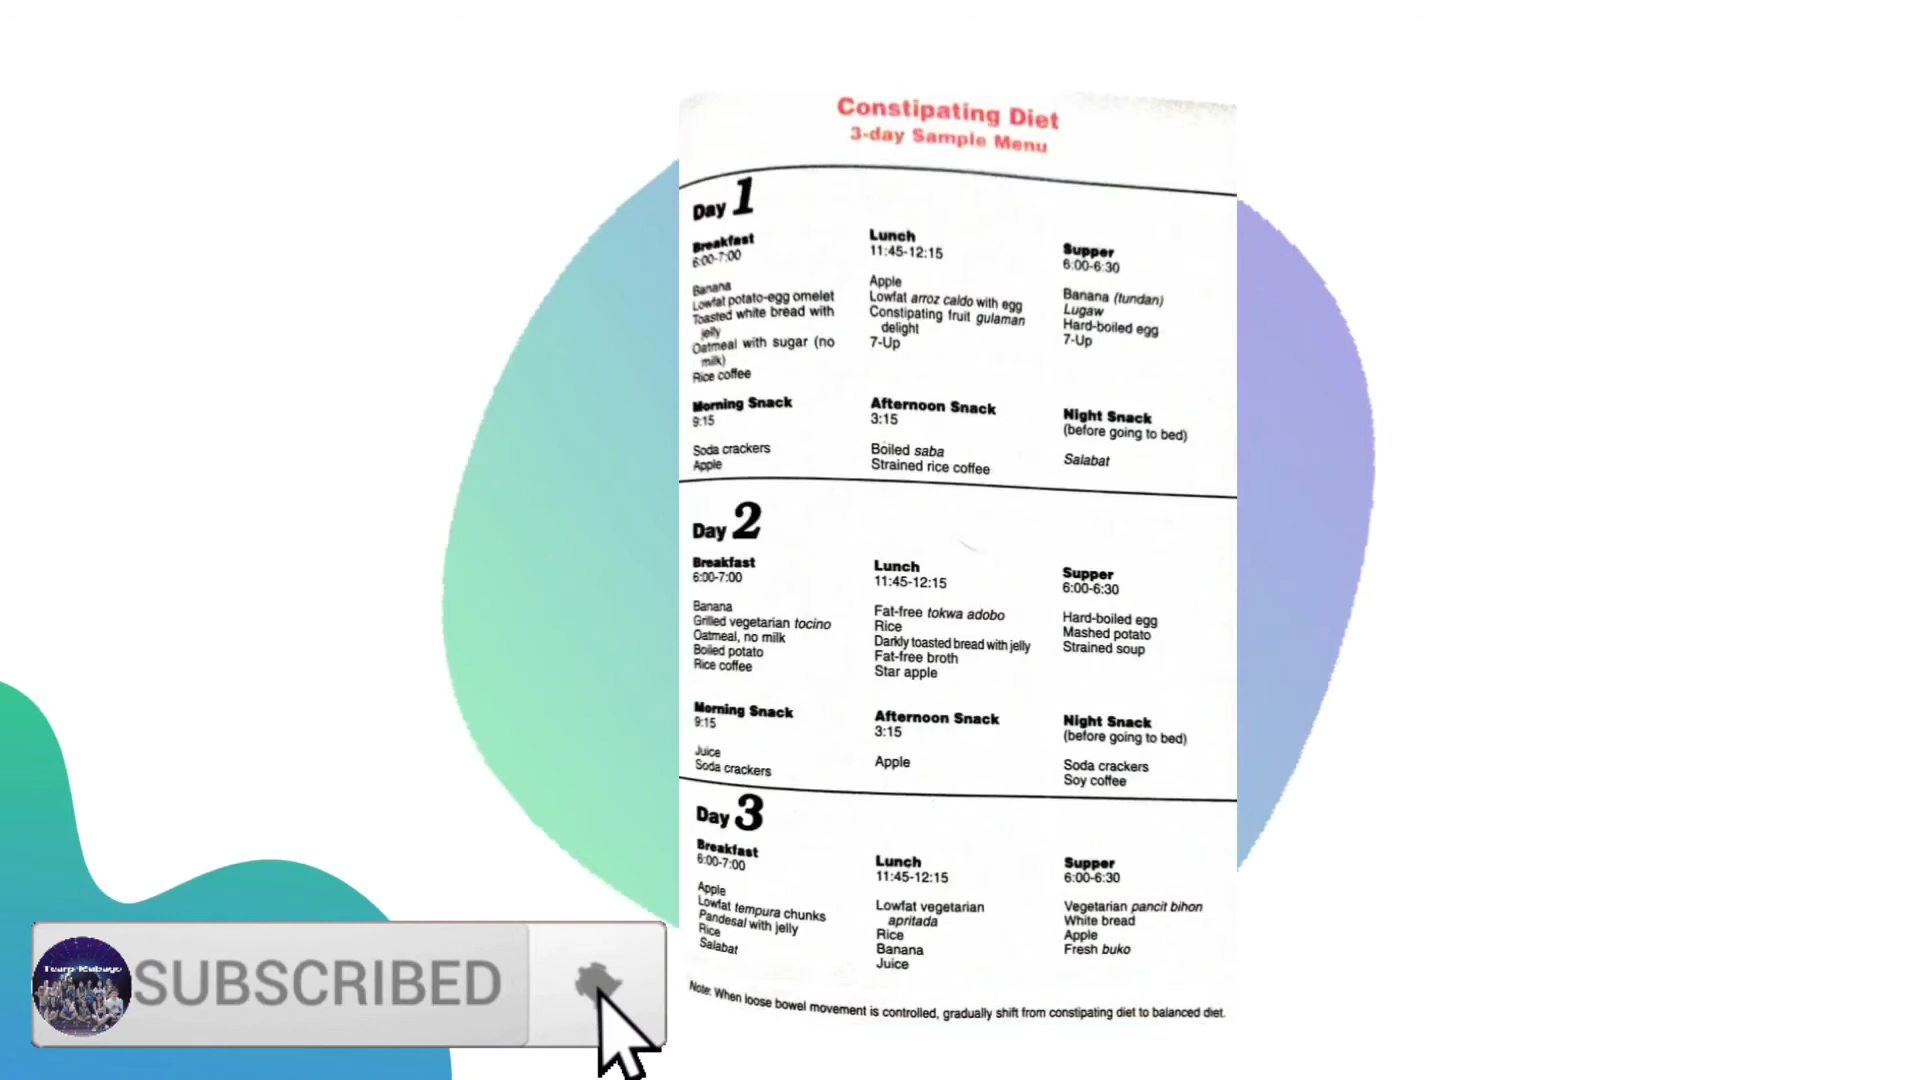 Constipating Diet
3-day Sample Menu
Day 1
Breakfast
6:00-7:00
Banana
Lowfat potato-egg omelet
Toasted white bread with
jelly
Oatmeal with sugar (no
milk)
Rice coffee
Lunch
11:45-12:15
Apple
Lowfat arroz caldo with egg
Constipating fruit gulaman
delight
7-Up
Supper
6:00-6:30
Banana (tundan)
Lugaw
Hard-boiled egg
7-Up
Morning Snack
9:15
Soda crackers
Apple
Afternoon Snack
3:15
Boiled saba
Strained rice coffee
Night Snack
(before going to bed)
Salabat
Day 2
Breakfast
6:00-7:00
Banana
Grilled vegetarian tocino
Oatmeal, no milk
Boiled potato
Rice coffee
Lunch
11:45-12:15
Fat-free tokwa adobo
Rice
Darkly toasted bread with jelly
Fat-free broth
Star apple
Supper
6:00-6:30
Hard-boiled egg
Mashed potato
Strained soup
Morning Snack
9:15
Juice
Soda crackers
Afternoon Snack
3:15
Apple
Night Snack
(before going to bed)
Soda crackers
Soy coffee
Day 3
Breakfast
6:00-7:00
Apple
Lowfat tempura chunks
Pandesal with jelly
Rice
Salabat
Lunch
11:45-12:15
Lowfat vegetarian
apritada
Rice
Banana
Juice
Supper
6:00-6:30
Vegetarian pancit bihon
White bread
Apple
Fresh buko
Note: When loose bowel movement is controlled, gradually shift from constipating diet to balanced diet.
SUBSCRIBED